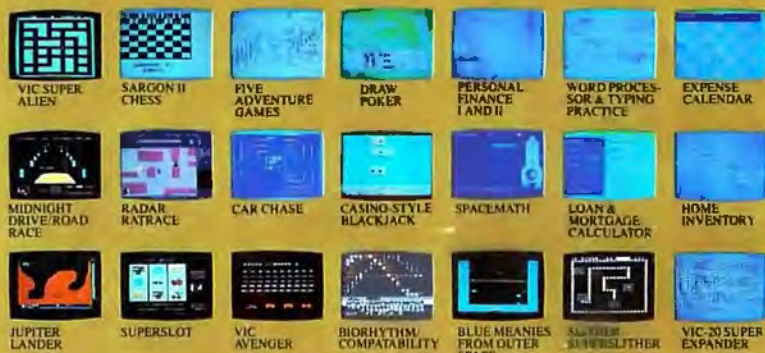 VIC SUPER
ALIEN
SARGON II
CHESS
FIVE
ADVENTURE
GAMES
DRAW
POKER
PERSONAL
FINANCE
I AND II
WORD PROCES-
SOR & TYPING
PRACTICE
EXPENSE
CALENDAR
MIDNIGHT
DRIVE/ROAD
RACE
RADAR
RATRACE
CAR CHASE
CASINO-STYLE
BLACKJACK
SPACEMATH
LOAN &
MORTGAGE
CALCULATOR
HOME
INVENTORY
JUPITER
LANDER
SUPERSLOT
VIC
AVENGER
BIORHYTHM/
COMPATABILITY
BLUE MEANIES
FROM OUTER
SUPERSLITHER
VIC-20 SUPER
EXPANDER